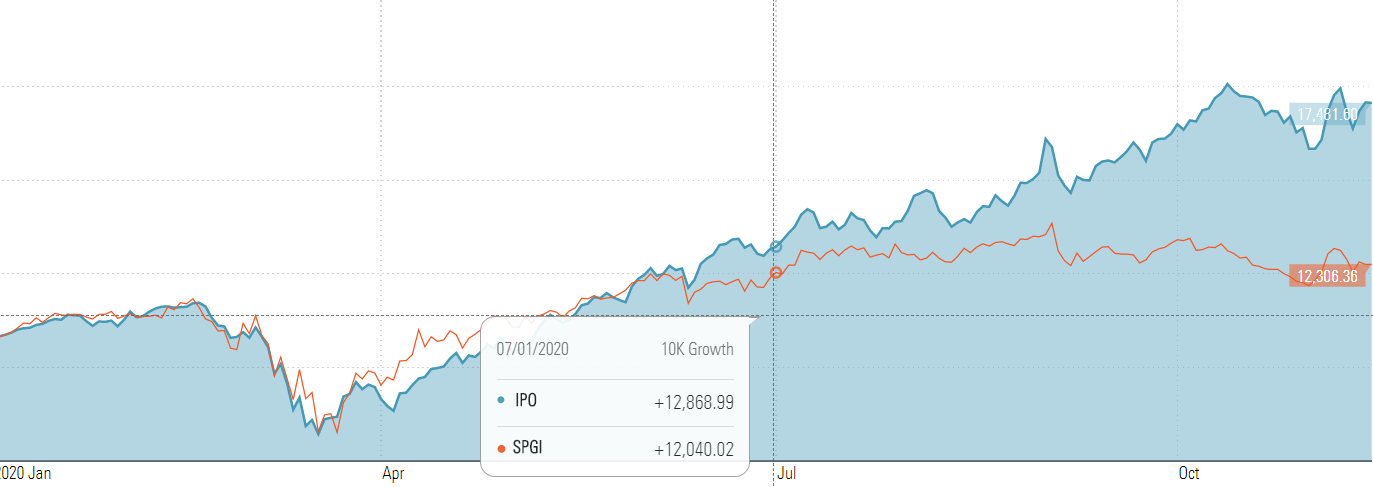 17,481.60
12,306.36
07/01/2020 10K Growth
IPO +12,868.99
SPGI +12,040.02
2020 Jan Apr Jul Oct